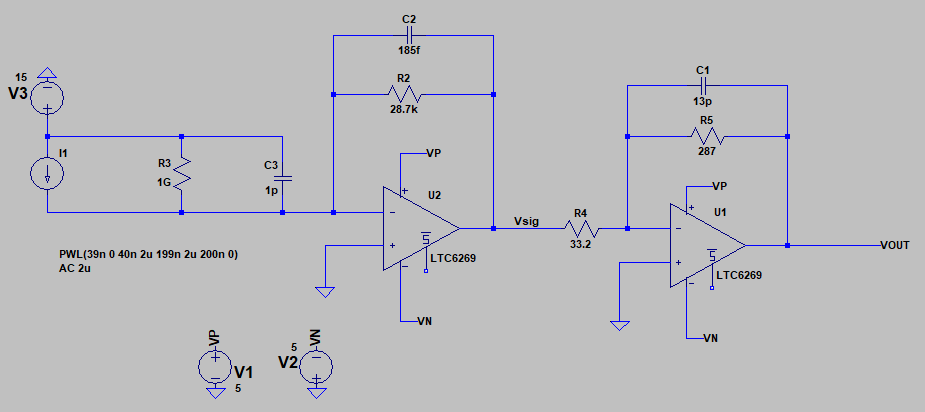 15
V3
I1
R3
1G
C3
1p
C2
185f
R2
28.7k
VP
U2
LTC6269
VN
Vsig
R4
33.2
C1
13p
R5
287
VP
U1
LTC6269
VN
VOUT
PWL(39n 0 40n 2u 199n 2u 200n 0)
AC 2u
VP
V1
5
VN
5
V2